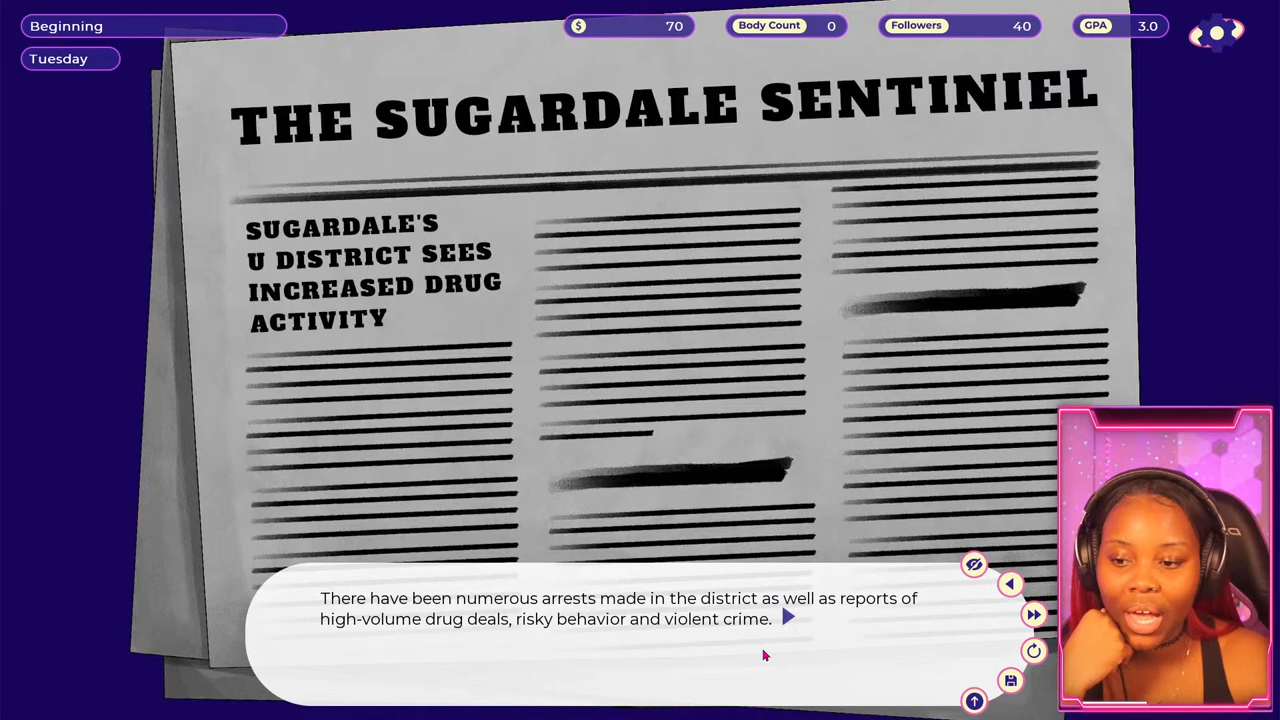 Beginning
$ 70
Body Count 0
Followers 40
GPA 3.0
Tuesday
THE SUGARDALE SENTINIEL
SUGARDALE'S
U DISTRICT SEES
INCREASED DRUG
ACTIVITY
There have been numerous arrests made in the district as well as reports of
high-volume drug deals, risky behavior and violent crime.